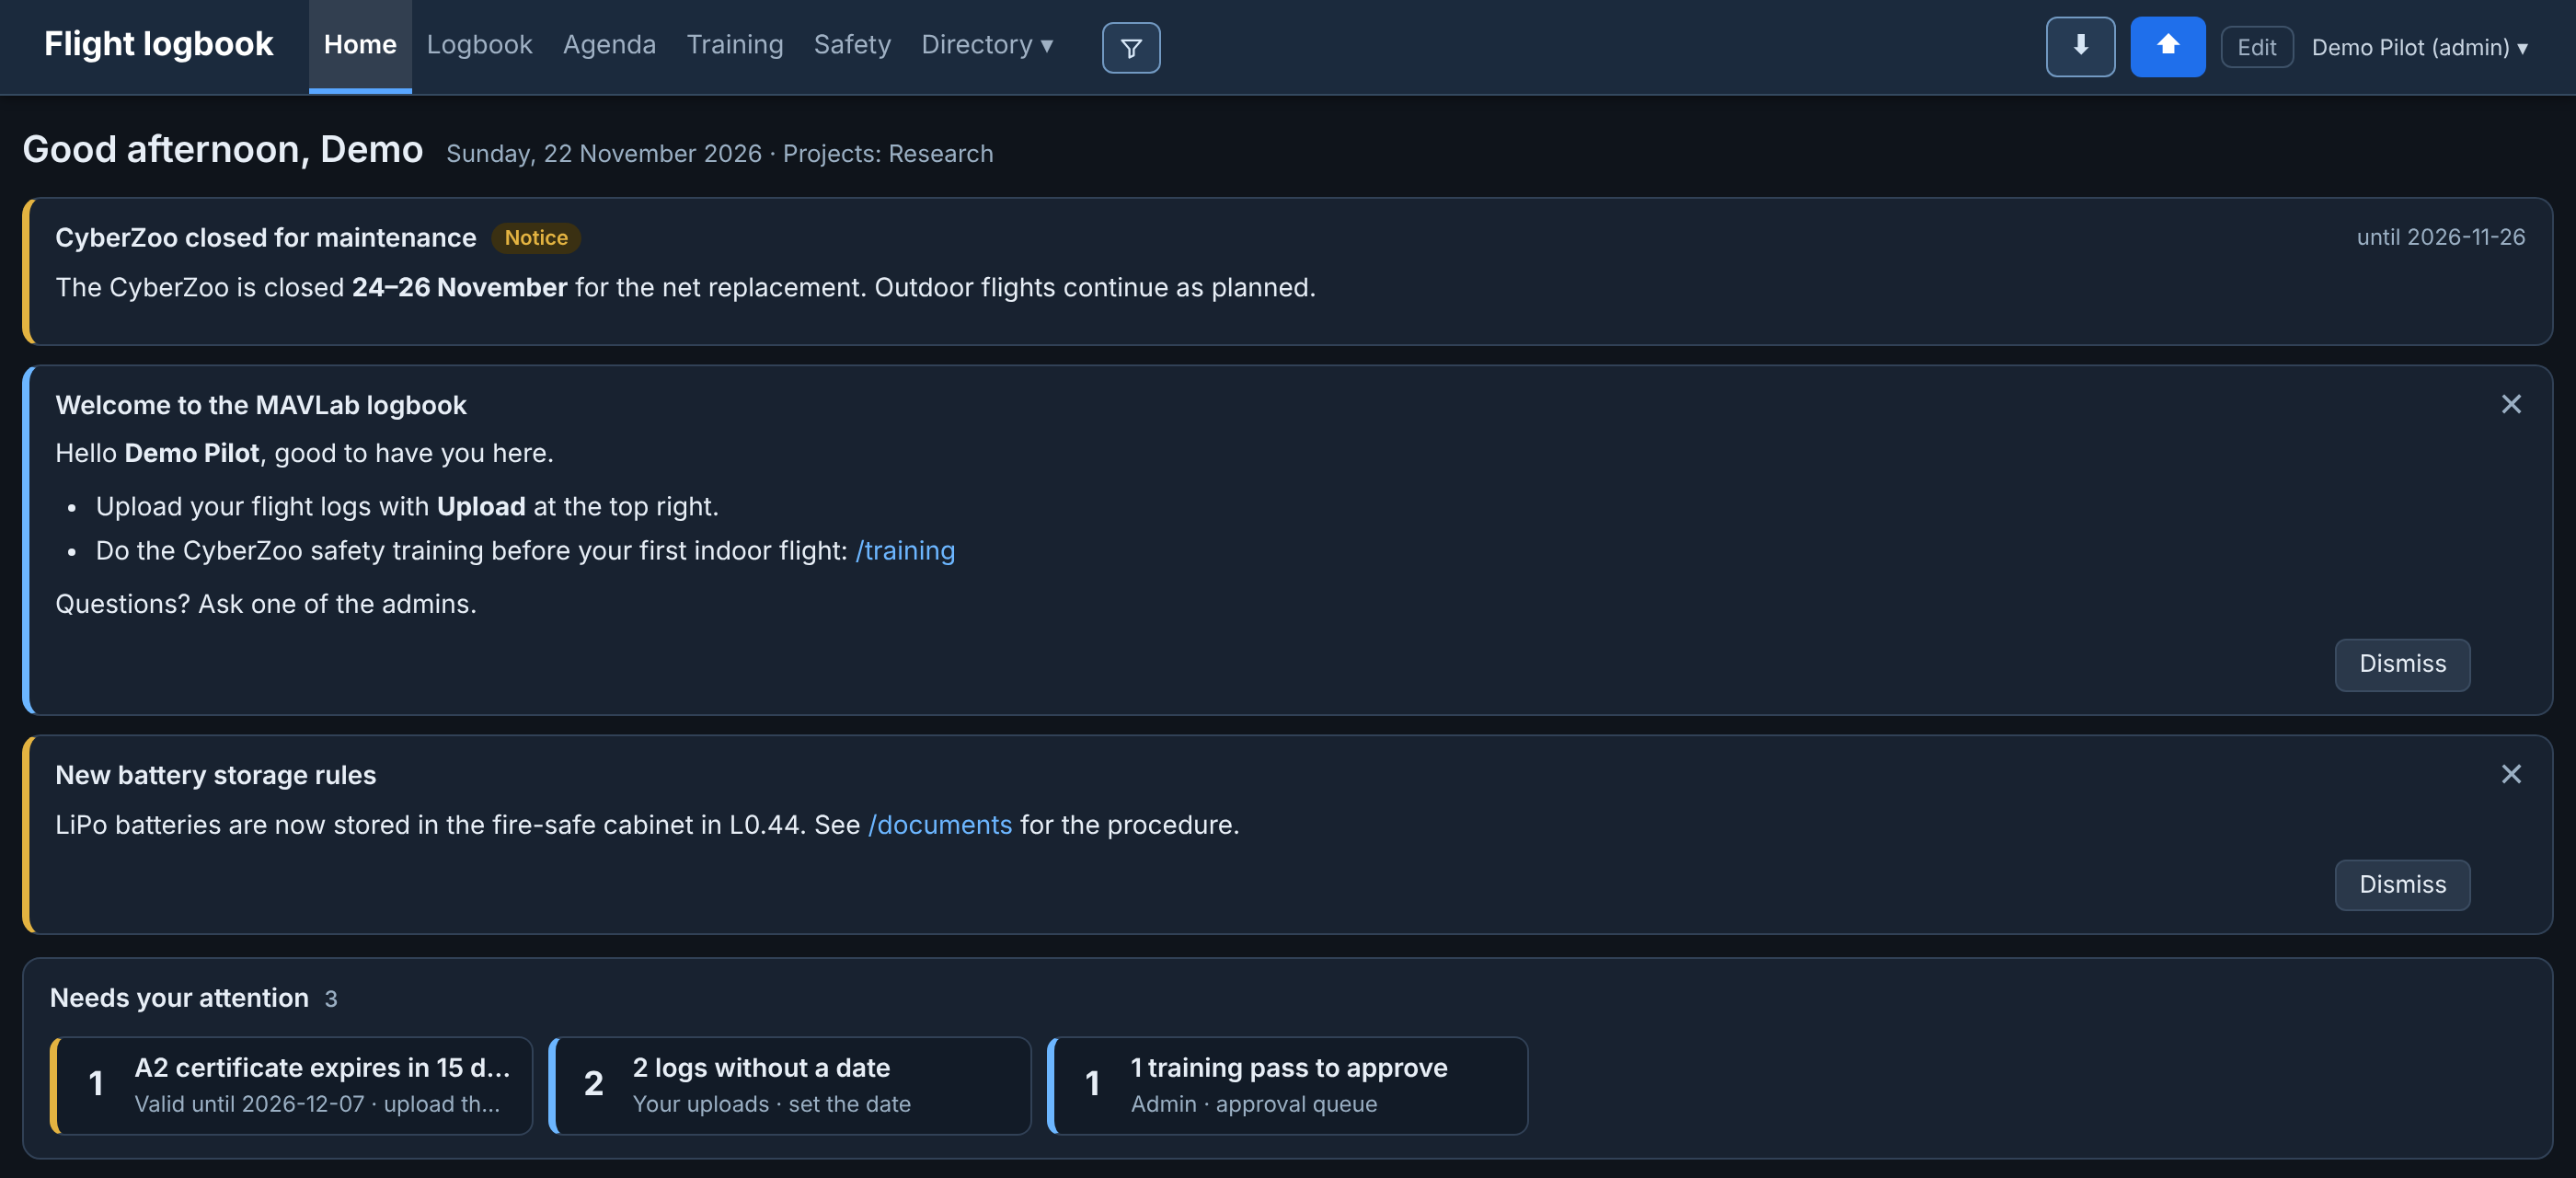 Flight logbook Home Logbook Agenda Training Safety Directory ▾ Edit Demo Pilot (admin) ▾
Good afternoon, Demo Sunday, 22 November 2026 · Projects: Research
CyberZoo closed for maintenance Notice until 2026-11-26
The CyberZoo is closed 24–26 November for the net replacement. Outdoor flights continue as planned.
Welcome to the MAVLab logbook
Hello Demo Pilot, good to have you here.
• Upload your flight logs with Upload at the top right.
• Do the CyberZoo safety training before your first indoor flight: /training
Questions? Ask one of the admins.
Dismiss
New battery storage rules
LiPo batteries are now stored in the fire-safe cabinet in L0.44. See /documents for the procedure.
Dismiss
Needs your attention 3
1 A2 certificate expires in 15 d…
Valid until 2026-12-07 · upload th…
2 2 logs without a date
Your uploads · set the date
1 1 training pass to approve
Admin · approval queue